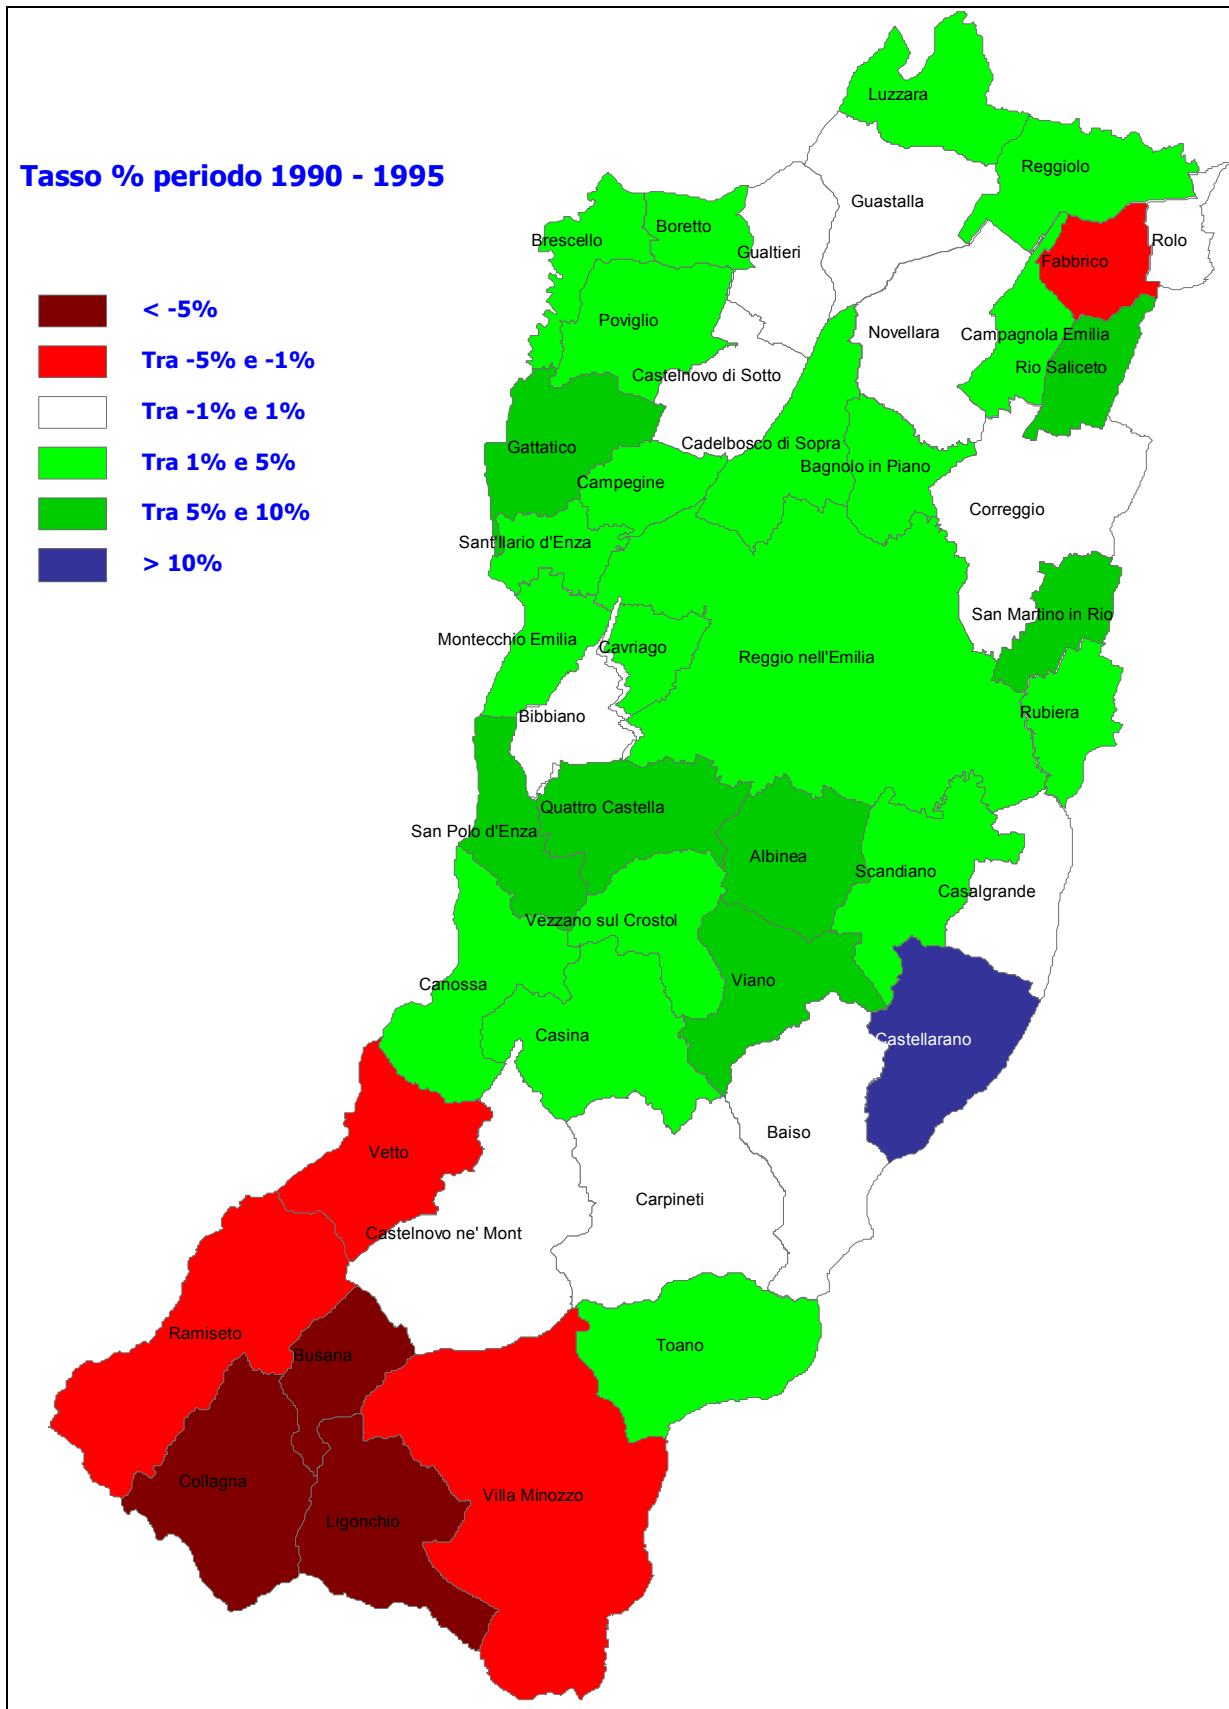 Tasso % periodo 1990 - 1995
< -5%
Tra -5% e -1%
Tra -1% e 1%
Tra 1% e 5%
Tra 5% e 10%
> 10%
Luzzara
Reggiolo
Guastalla
Boretto
Brescello
Gualtieri
Rolo
Fabbrico
Poviglio
Novellara
Campagnola Emilia
Rio Saliceto
Castelnovo di Sotto
Gattatico
Cadelbosco di Sopra
Bagnolo in Piano
Campegine
Correggio
Sant'Ilario d'Enza
San Martino in Rio
Montecchio Emilia
Cavriago
Reggio nell'Emilia
Bibbiano
Rubiera
Quattro Castella
San Polo d'Enza
Albinea
Scandiano
Casalgrande
Vezzano sul Crostol
Canossa
Viano
Casina
Castellarano
Baiso
Vetto
Carpineti
Castelnovo ne' Mont
Ramiseto
Busana
Toano
Collagna
Villa Minozzo
Ligonchio